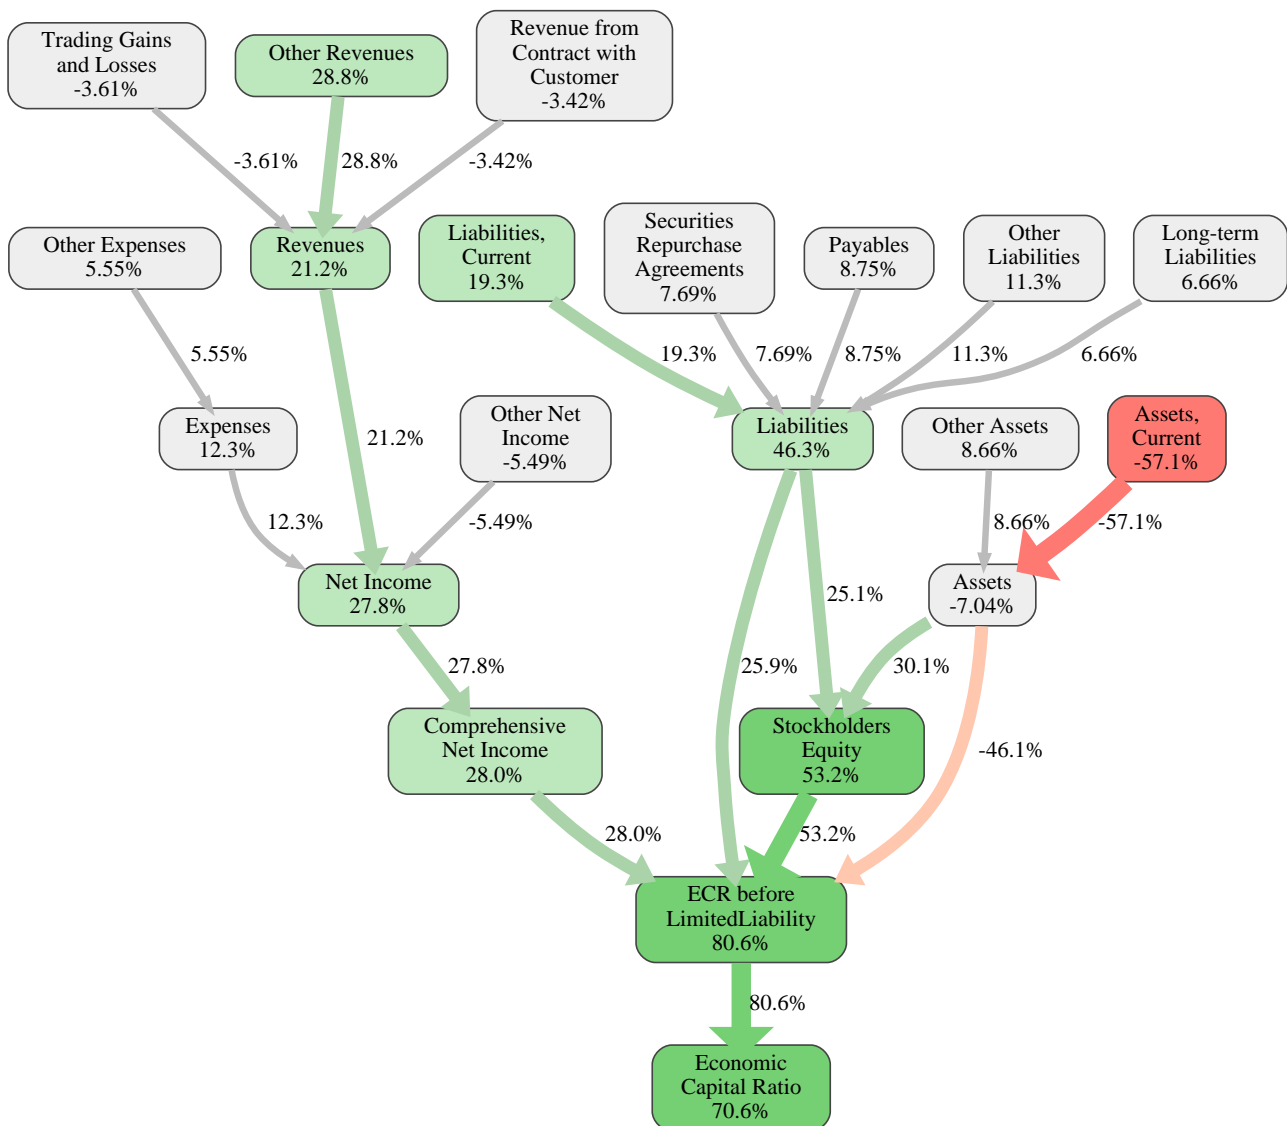 Trading Gains
and Losses
-3.61%
Other Revenues
28.8%
Revenue from
Contract with
Customer
-3.42%
-3.61%
28.8%
-3.42%
Other Expenses
5.55%
Revenues
21.2%
Liabilities,
Current
19.3%
Securities
Repurchase
Agreements
7.69%
Payables
8.75%
Other
Liabilities
11.3%
Long-term
Liabilities
6.66%
5.55%
19.3%
7.69%
8.75%
11.3%
6.66%
Expenses
12.3%
21.2%
Other Net
Income
-5.49%
Liabilities
46.3%
Other Assets
8.66%
Assets,
Current
-57.1%
12.3%
-5.49%
8.66%
-57.1%
Net Income
27.8%
25.1%
Assets
-7.04%
27.8%
25.9%
30.1%
Comprehensive
Net Income
28.0%
Stockholders
Equity
53.2%
-46.1%
28.0%
53.2%
ECR before
LimitedLiability
80.6%
80.6%
Economic
Capital Ratio
70.6%